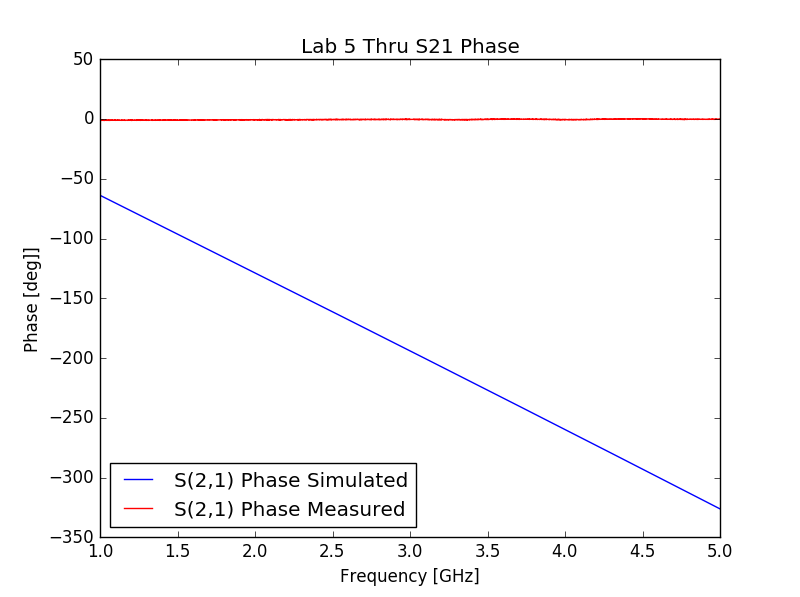 Lab 5 Thru S21 Phase
50
0
−50
−100
−150
−200
−250
−300
−350
Phase [deg]]
S(2,1) Phase Simulated
S(2,1) Phase Measured
1.0 1.5 2.0 2.5 3.0 3.5 4.0 4.5 5.0
Frequency [GHz]